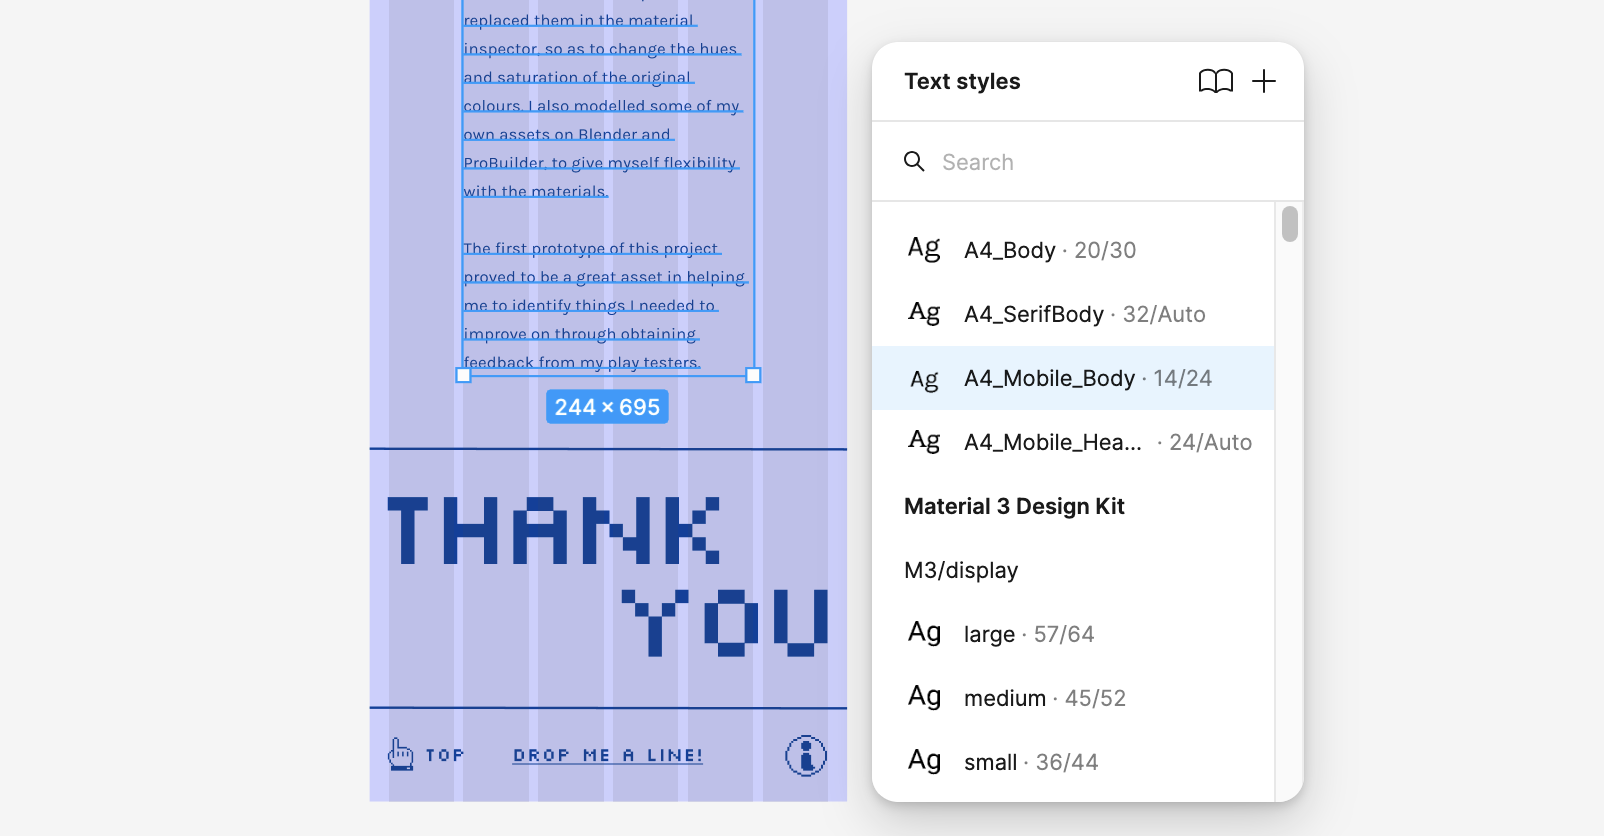 replaced them in the material
inspector, so as to change the hues
and saturation of the original
colours. I also modelled some of my
own assets on Blender and
ProBuilder, to give myself flexibility
with the materials.
The first prototype of this project
proved to be a great asset in helping
me to identify things I needed to
improve on through obtaining
feedback from my play testers.
244 × 695
THANK
YOU
TOP
DROP ME A LINE!
Text styles
Search
Ag A4_Body · 20/30
Ag A4_SerifBody · 32/Auto
Ag A4_Mobile_Body · 14/24
Ag A4_Mobile_Hea... · 24/Auto
Material 3 Design Kit
M3/display
Ag large · 57/64
Ag medium · 45/52
Ag small · 36/44